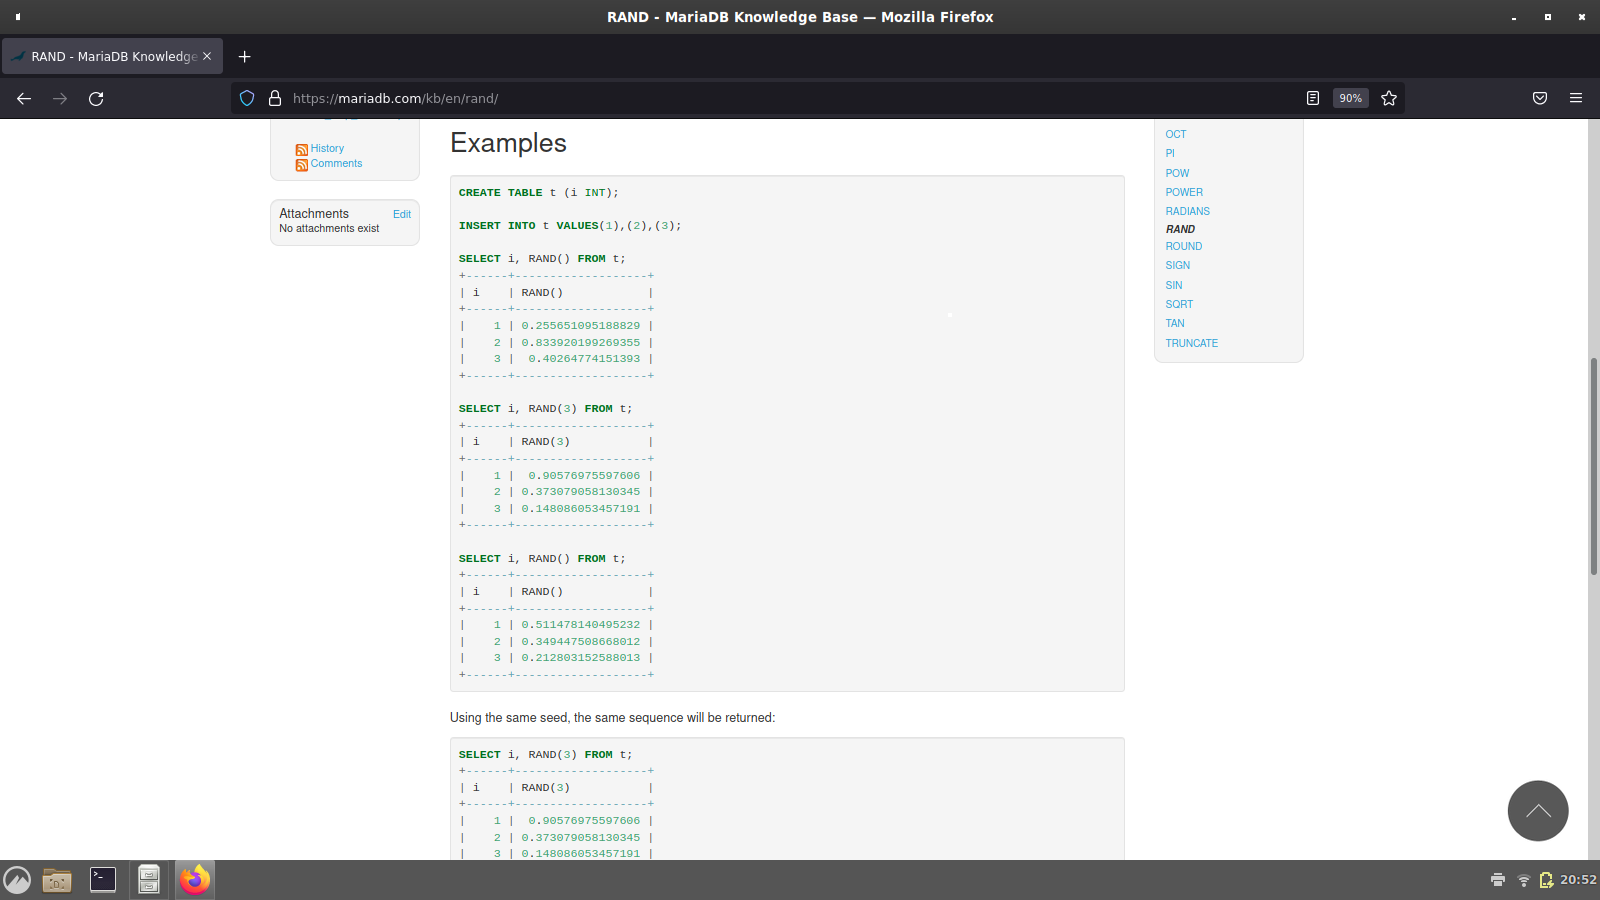 RAND - MariaDB Knowledge Base — Mozilla Firefox
RAND - MariaDB Knowledge
https://mariadb.com/kb/en/rand/
90%
History
Comments
Attachments Edit
No attachments exist
Examples
CREATE TABLE t (i INT);
INSERT INTO t VALUES(1),(2),(3);
SELECT i, RAND() FROM t;
+------+-------------------+
| i    | RAND()            |
+------+-------------------+
|    1 | 0.255651095188829 |
|    2 | 0.833920199269355 |
|    3 |  0.40264774151393 |
+------+-------------------+
SELECT i, RAND(3) FROM t;
+------+-------------------+
| i    | RAND(3)           |
+------+-------------------+
|    1 |  0.90576975597606 |
|    2 | 0.373079058130345 |
|    3 | 0.148086053457191 |
+------+-------------------+
SELECT i, RAND() FROM t;
+------+-------------------+
| i    | RAND()            |
+------+-------------------+
|    1 | 0.511478140495232 |
|    2 | 0.349447508668012 |
|    3 | 0.212803152588013 |
+------+-------------------+
Using the same seed, the same sequence will be returned:
SELECT i, RAND(3) FROM t;
+------+-------------------+
| i    | RAND(3)           |
+------+-------------------+
|    1 |  0.90576975597606 |
|    2 | 0.373079058130345 |
|    3 | 0.148086053457191 |
OCT
PI
POW
POWER
RADIANS
RAND
ROUND
SIGN
SIN
SQRT
TAN
TRUNCATE
20:52